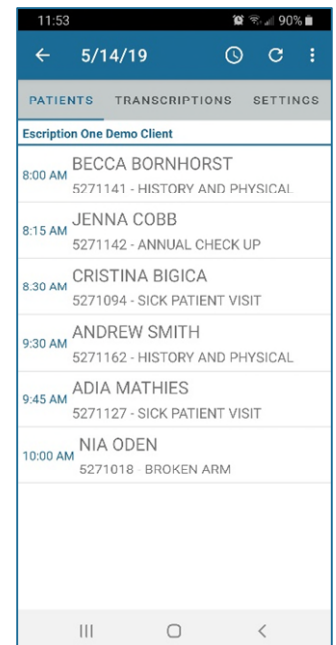 11:53 90%
5/14/19
PATIENTS TRANSCRIPTIONS SETTINGS
Escription One Demo Client
8:00 AM BECCA BORNHORST
5271141 - HISTORY AND PHYSICAL
8:15 AM JENNA COBB
5271142 - ANNUAL CHECK UP
8:30 AM CRISTINA BIGICA
5271094 - SICK PATIENT VISIT
9:30 AM ANDREW SMITH
5271162 - HISTORY AND PHYSICAL
9:45 AM ADIA MATHIES
5271127 - SICK PATIENT VISIT
10:00 AM NIA ODEN
5271018 - BROKEN ARM